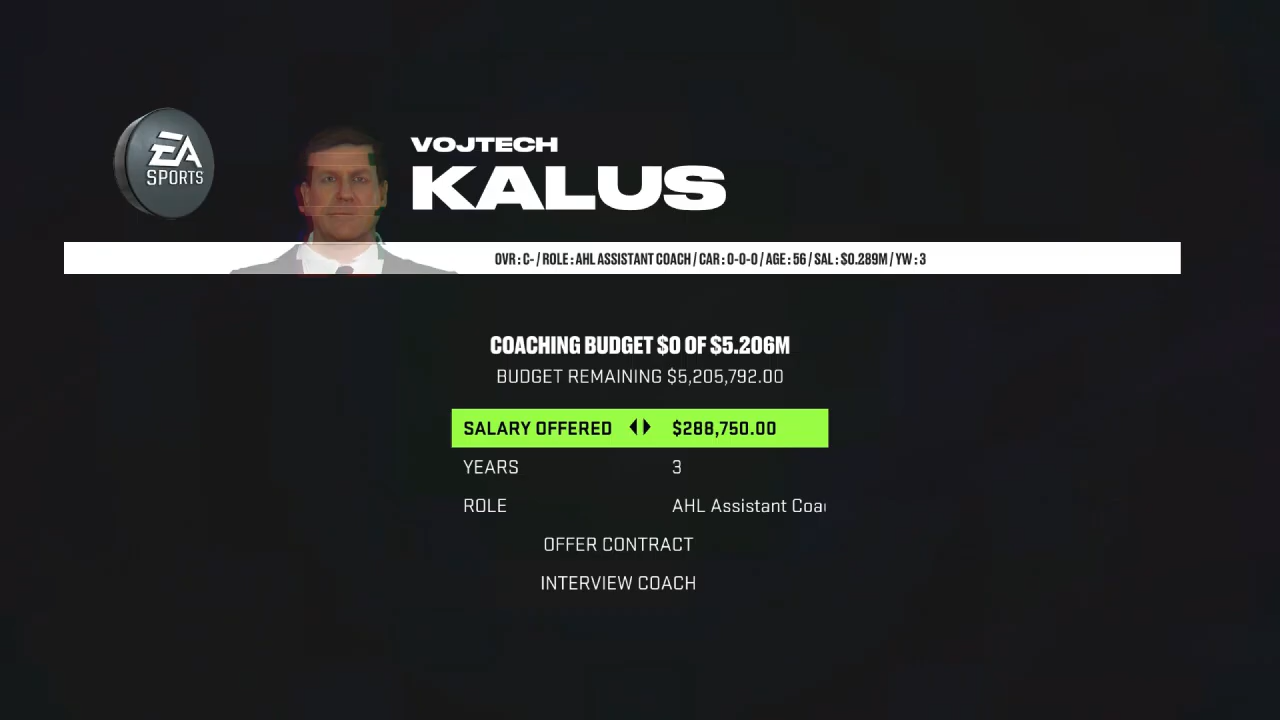 EA
SPORTS
VOJTECH
KALUS
OVR : C- / ROLE : AHL ASSISTANT COACH / CAR : 0-0-0 / AGE : 56 / SAL : $0.289M / YW : 3
COACHING BUDGET $0 OF $5.206M
BUDGET REMAINING $5,205,792.00
SALARY OFFERED $288,750.00
YEARS 3
ROLE AHL Assistant Coa
OFFER CONTRACT
INTERVIEW COACH